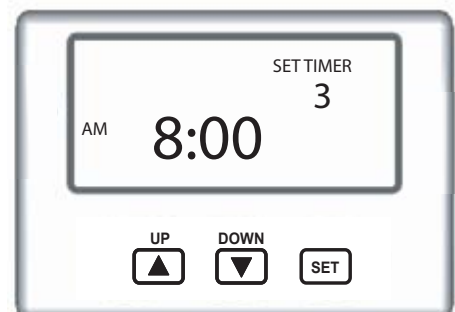 SET TIMER
3
AM 8:00
UP DOWN
SET